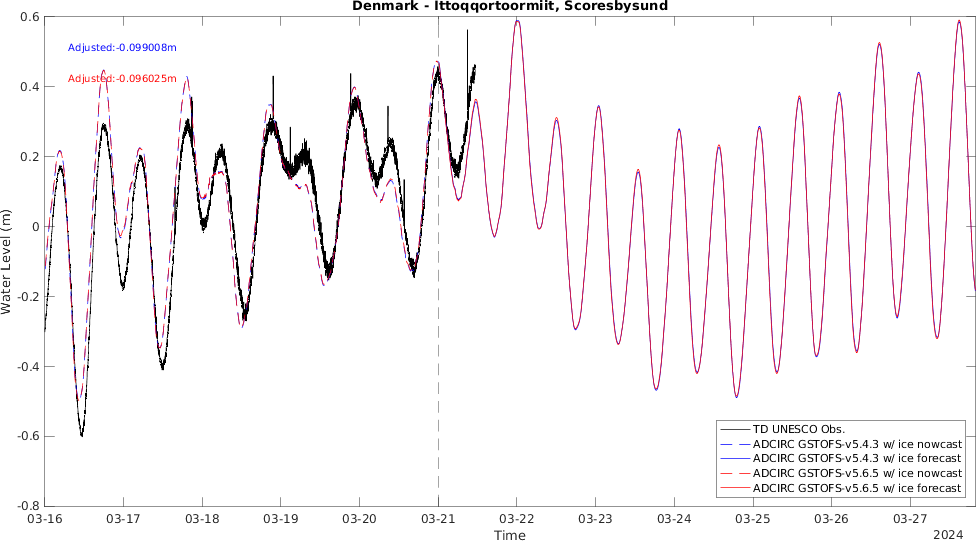 Denmark - Ittoqqortoormiit, Scoresbysund
Adjusted:-0.099008m
Adjusted:-0.096025m
Water Level (m)
0.6
0.4
0.2
0
-0.2
-0.4
-0.6
-0.8
TD UNESCO Obs.
ADCIRC GSTOFS-v5.4.3 w/ ice nowcast
ADCIRC GSTOFS-v5.4.3 w/ ice forecast
ADCIRC GSTOFS-v5.6.5 w/ ice nowcast
ADCIRC GSTOFS-v5.6.5 w/ ice forecast
03-16 03-17 03-18 03-19 03-20 03-21 03-22 03-23 03-24 03-25 03-26 03-27
Time
2024